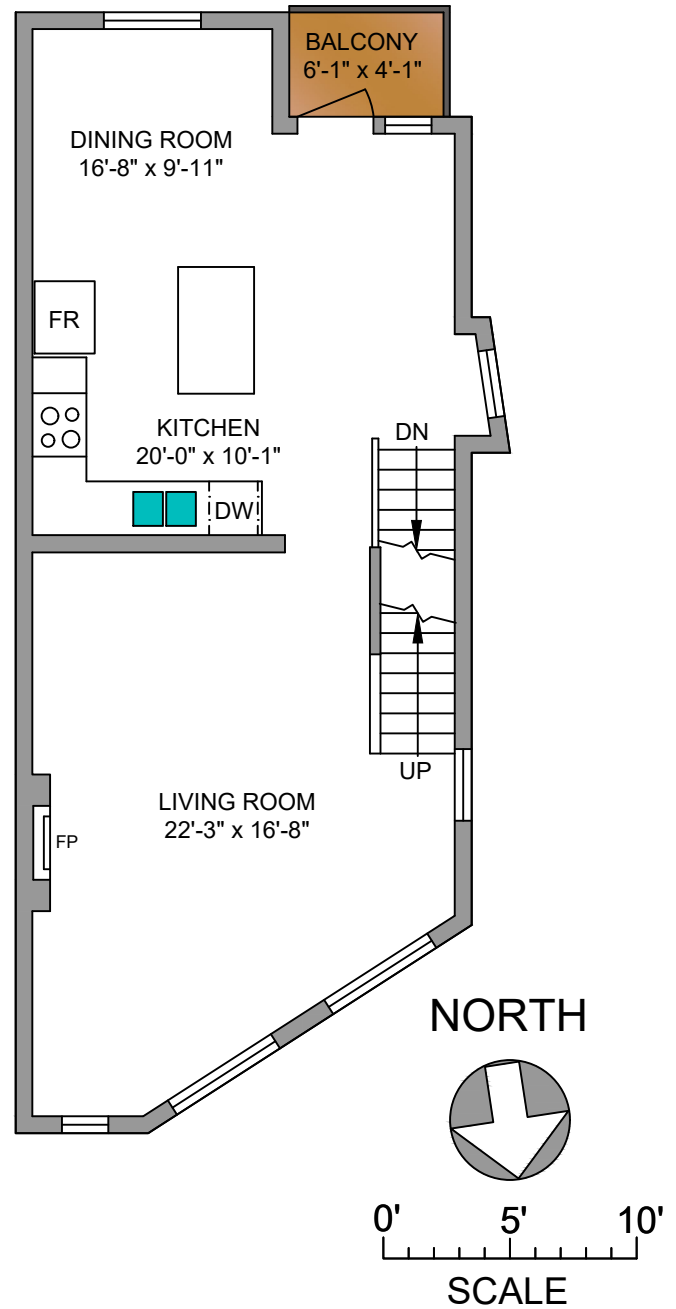 BALCONY
6'-1" x 4'-1"
DINING ROOM
16'-8" x 9'-11"
FR
KITCHEN
20'-0" x 10'-1"
DN
DW
UP
LIVING ROOM
22'-3" x 16'-8"
FP
NORTH
0' 5' 10'
SCALE